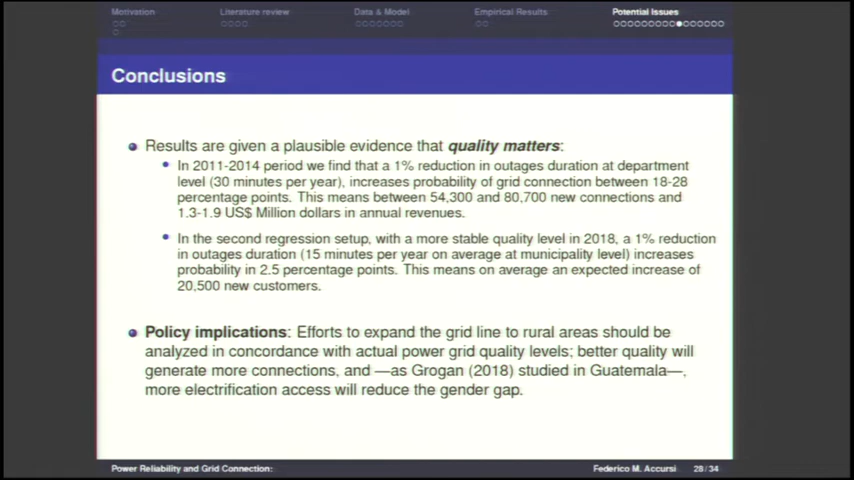 Motivation Literature review Data & Model Empirical Results Potential Issues
Conclusions
Results are given a plausible evidence that quality matters:
In 2011-2014 period we find that a 1% reduction in outages duration at department
level (30 minutes per year), increases probability of grid connection between 18-28
percentage points. This means between 54,300 and 80,700 new connections and
1.3-1.9 US$ Million dollars in annual revenues.
In the second regression setup, with a more stable quality level in 2018, a 1% reduction
in outages duration (15 minutes per year on average at municipality level) increases
probability in 2.5 percentage points. This means on average an expected increase of
20,500 new customers.
Policy implications: Efforts to expand the grid line to rural areas should be
analyzed in concordance with actual power grid quality levels; better quality will
generate more connections, and —as Grogan (2018) studied in Guatemala—,
more electrification access will reduce the gender gap.
Power Reliability and Grid Connection: Federico M. Accursi 28/34